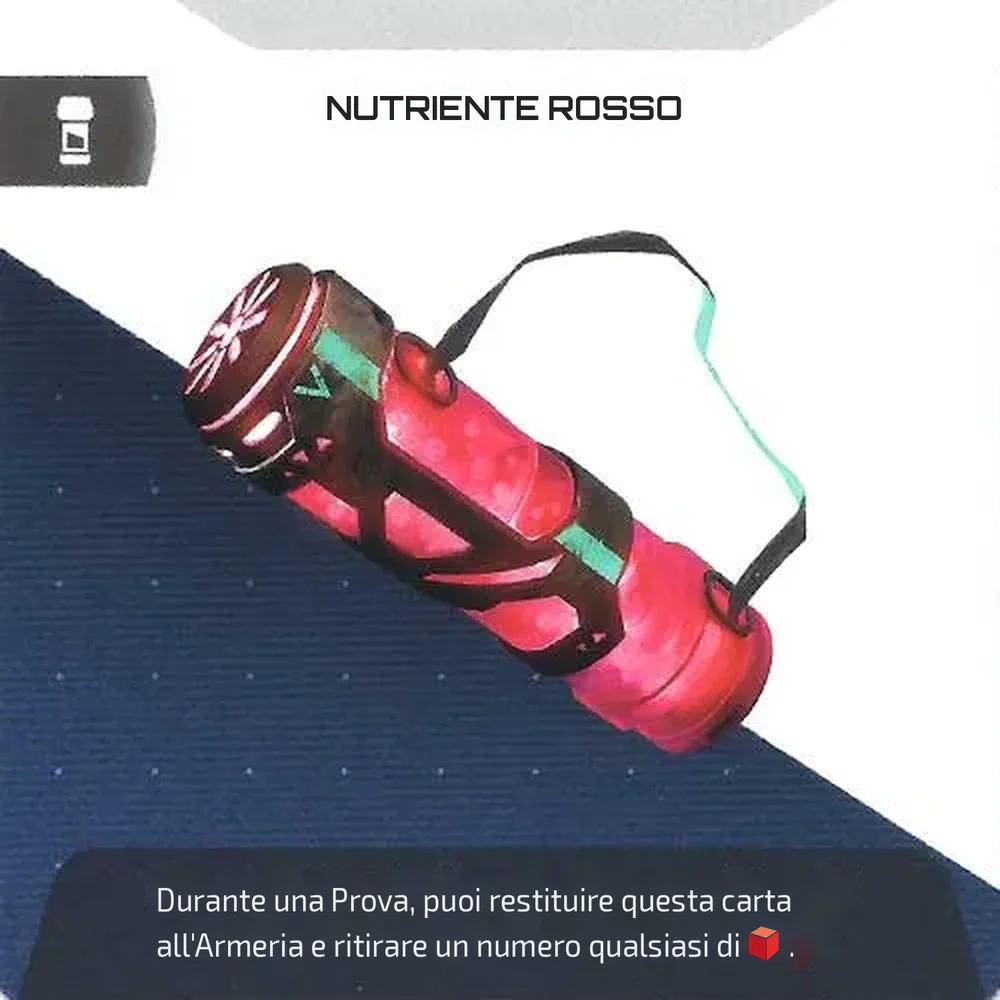 NUTRIENTE ROSSO
Durante una Prova, puoi restituire questa carta
all'Armeria e ritirare un numero qualsiasi di .